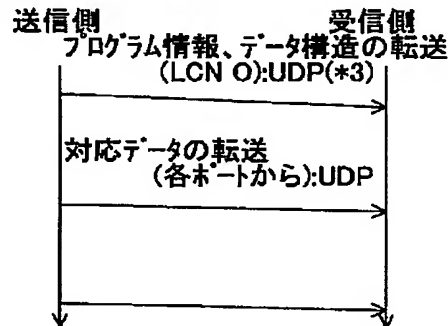 送信側 受信側
プログラム情報、データ構造の転送
(LCN 0):UDP(*3)
対応データの転送
(各ポートから):UDP